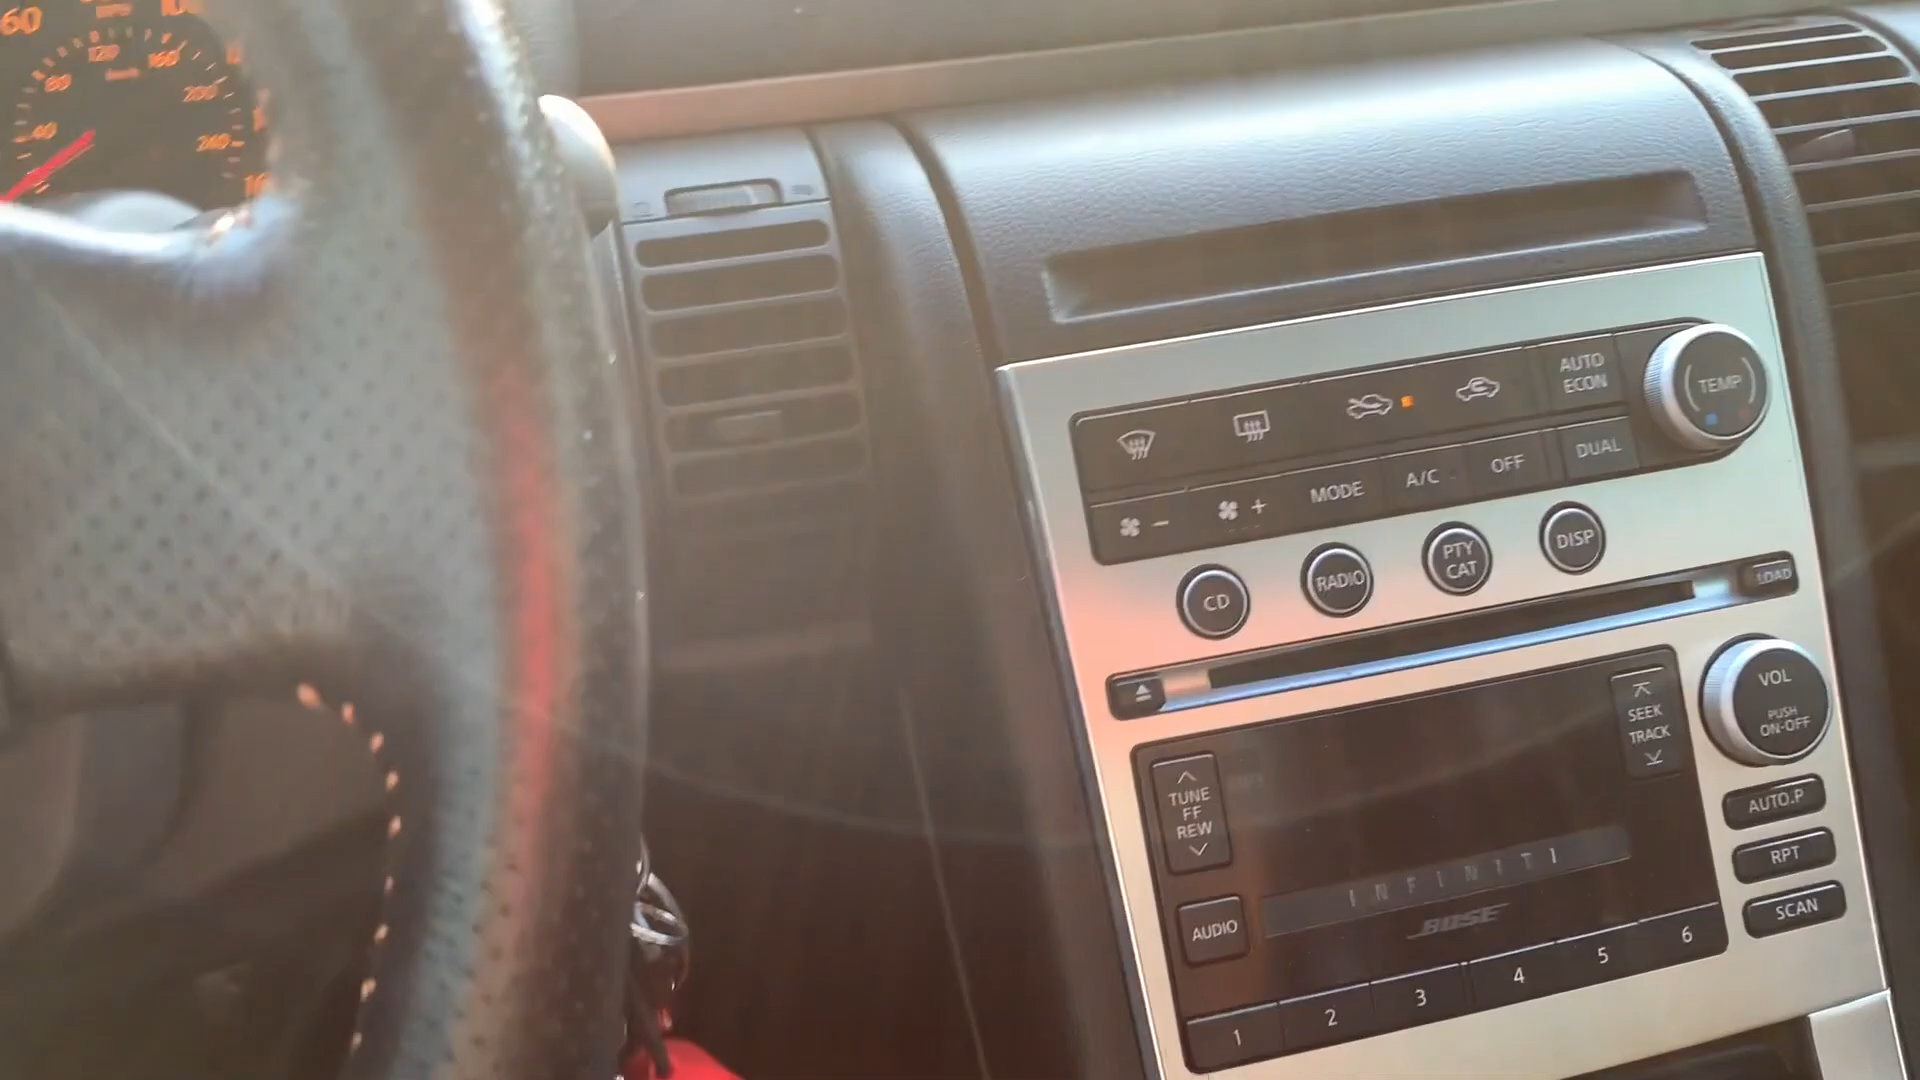 60
120
160
80
200
40
240
AUTO
ECON
TEMP
− + MODE A/C OFF DUAL
CD RADIO PTY
CAT DISP
LOAD
VOL
PUSH
ON·OFF
SEEK
TRACK
TUNE
FF
REW
AUTO.P
RPT
SCAN
INFINITI
BOSE
AUDIO
1 2 3 4 5 6